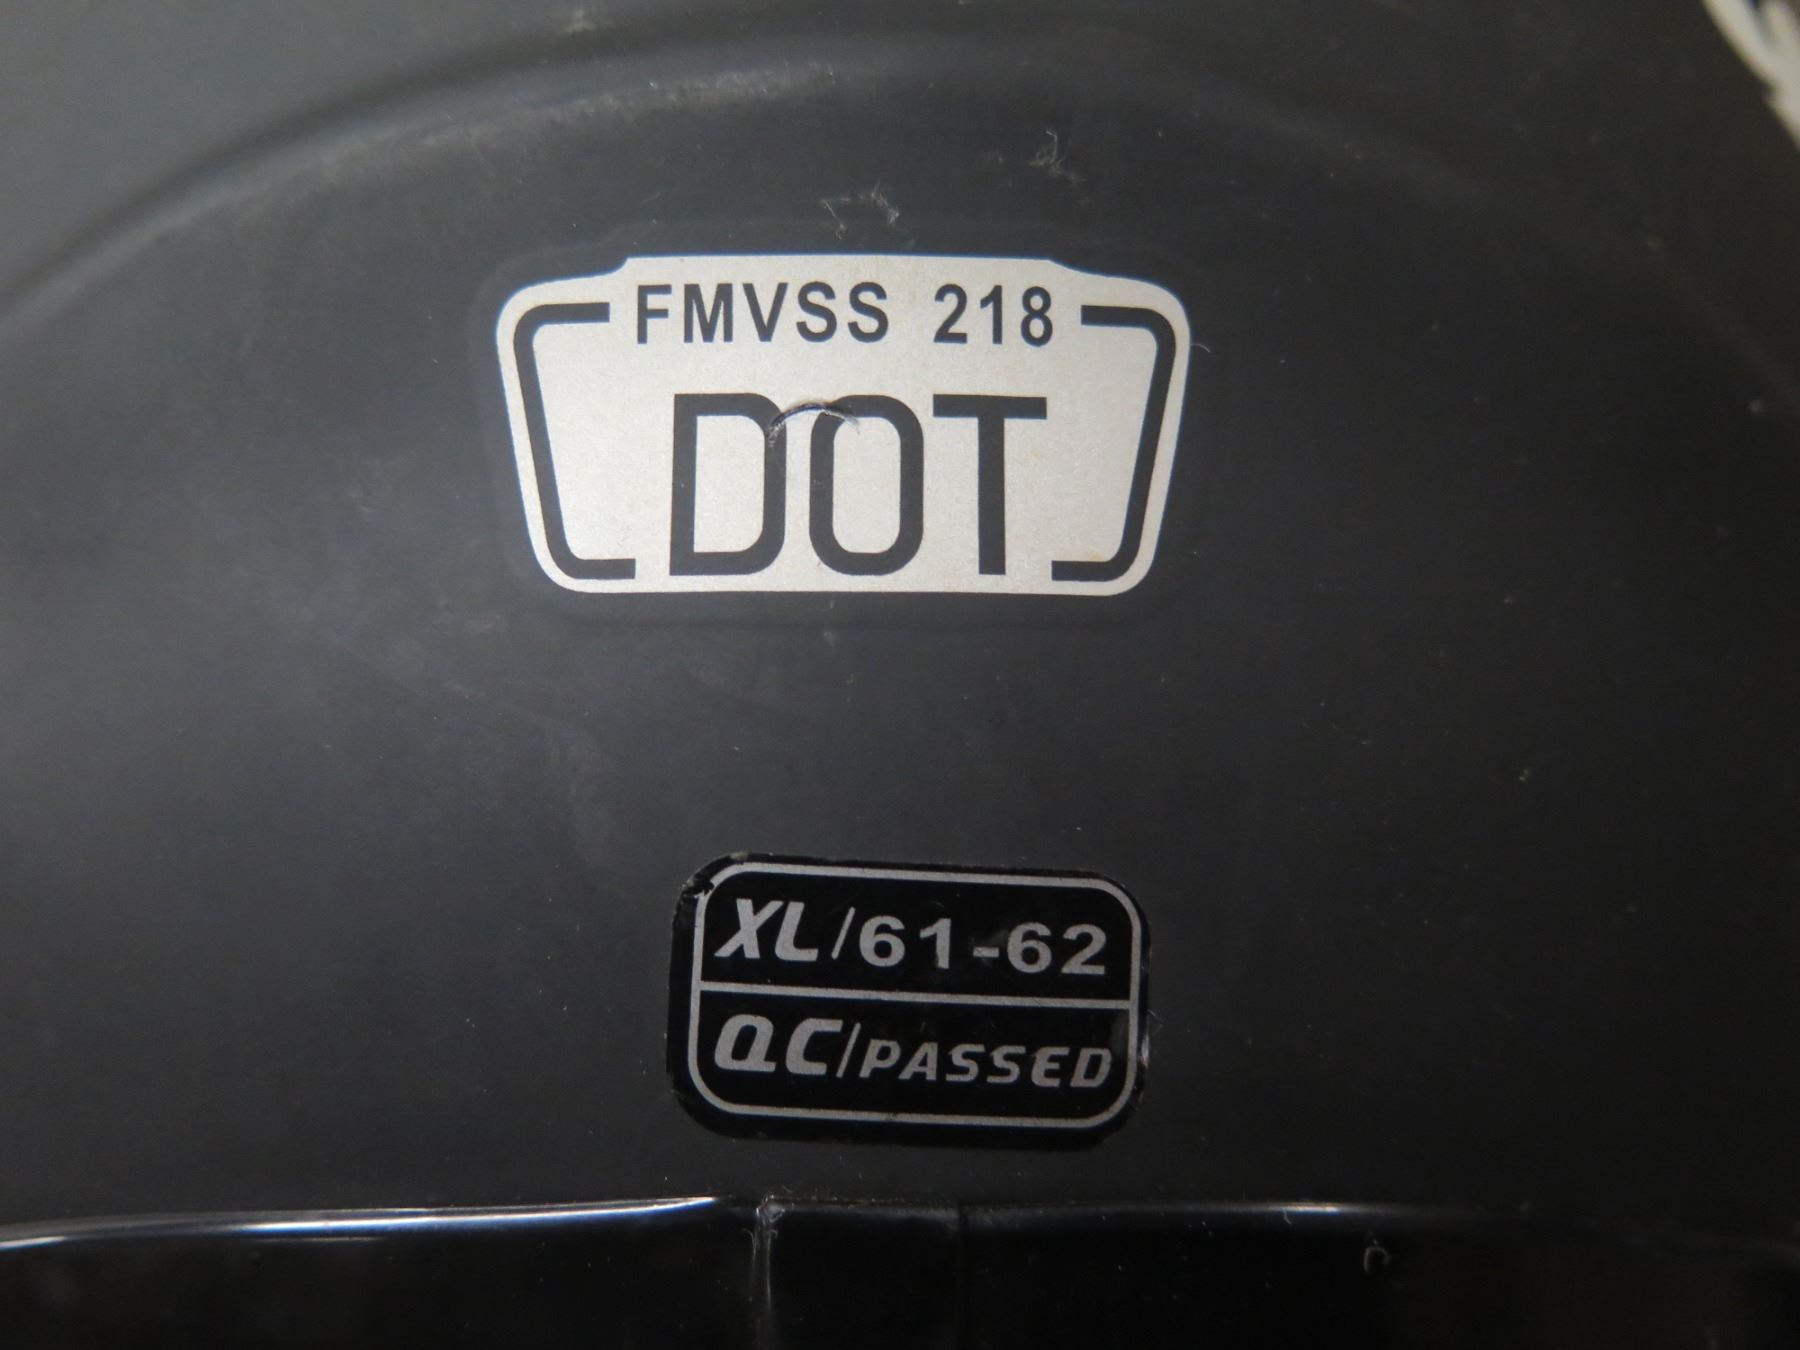 FMVSS 218
DOT
XL/61-62
QC/PASSED